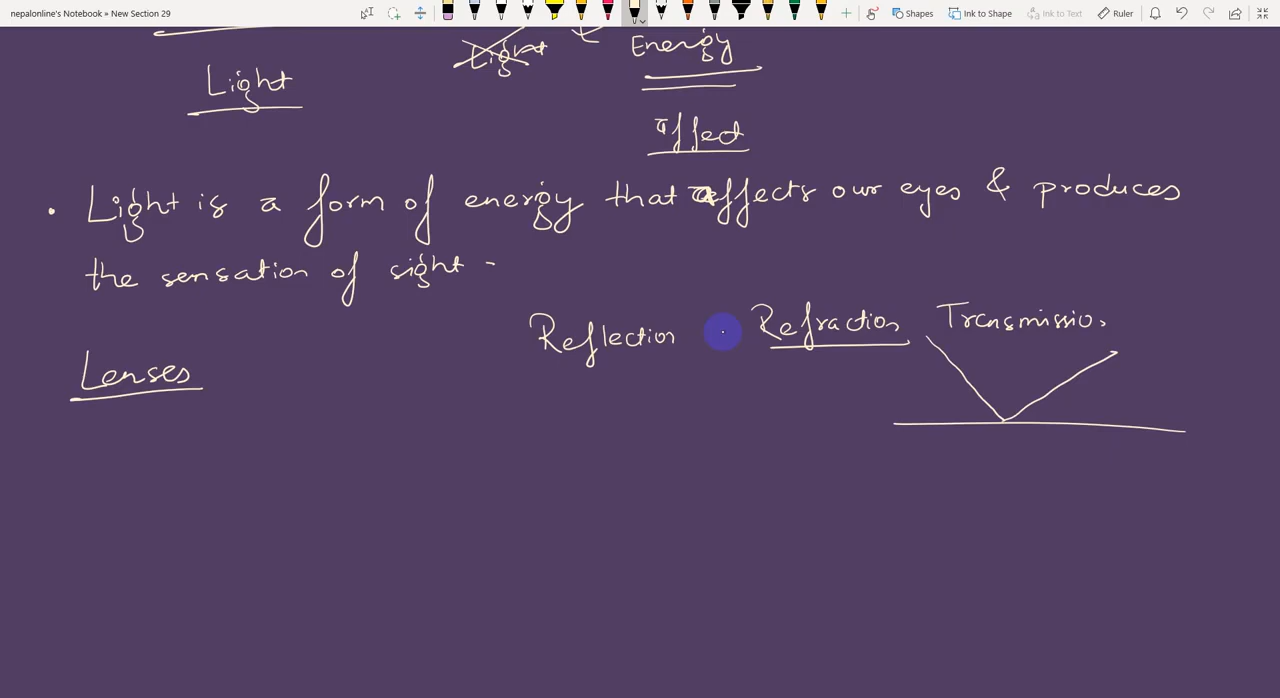 nepalonline's Notebook » New Section 29
Shapes Ink to Shape Ink to Text Ruler
Light Energy
Light
affect
• Light is a form of energy that affects our eyes & produces
the sensation of sight -
Reflection Refraction Transmission
Lenses